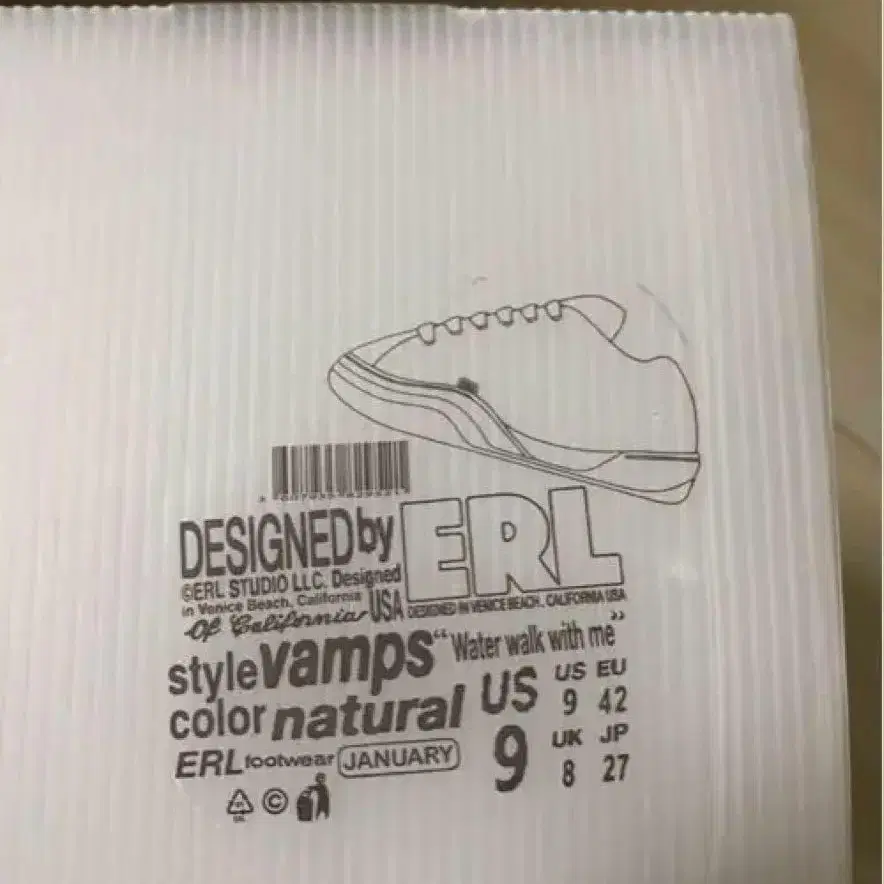 DESIGNED by ERL
©ERL STUDIO LLC. Designed
in Venice Beach, California
Of California USA
DESIGNED IN VENICE BEACH, CALIFORNIA USA
style vamps "Water walk with me"
color natural
US 9
US 9 EU 42
UK 8 JP 27
ERL footwear JANUARY
©